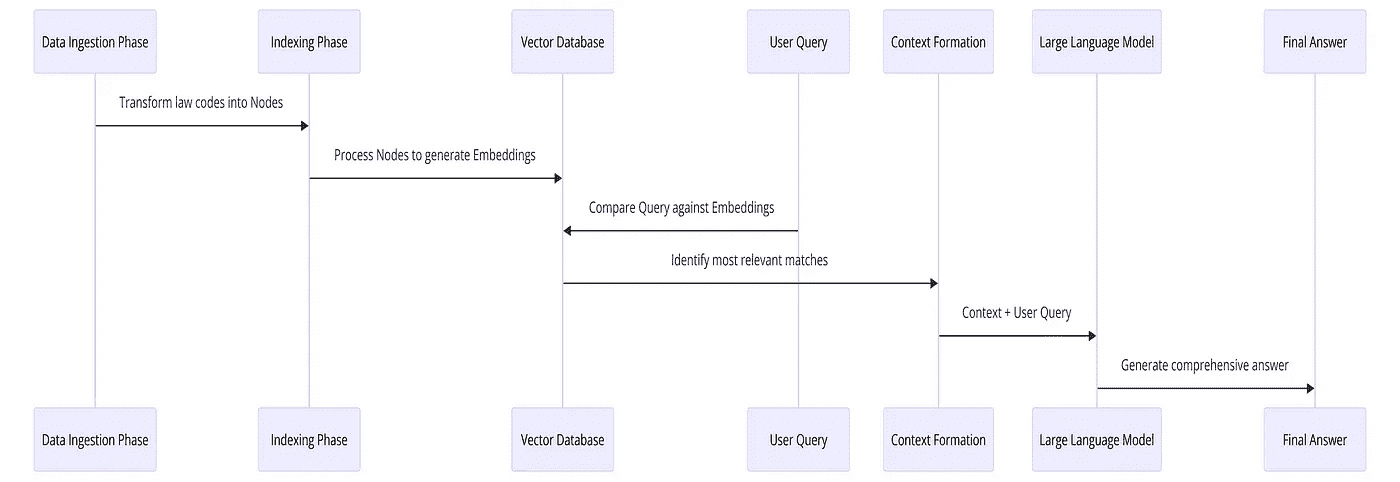 Data Ingestion Phase
Indexing Phase
Vector Database
User Query
Context Formation
Large Language Model
Final Answer
Transform law codes into Nodes
Process Nodes to generate Embeddings
Compare Query against Embeddings
Identify most relevant matches
Context + User Query
Generate comprehensive answer
Data Ingestion Phase
Indexing Phase
Vector Database
User Query
Context Formation
Large Language Model
Final Answer